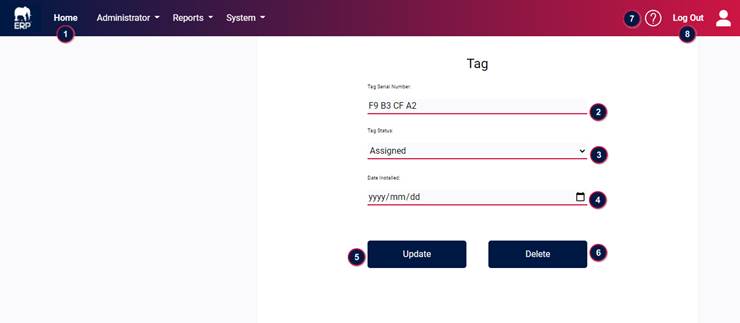 ERP
Home
Administrator
Reports
System
7
?
Log Out
1
8
Tag
Tag Serial Number:
F9 B3 CF A2
2
Tag Status:
Assigned
3
Date Installed:
yyyy/mm/dd
4
5
Update
Delete
6